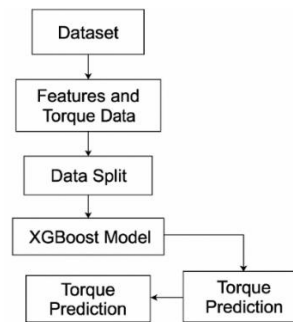 Dataset
Features and
Torque Data
Data Split
XGBoost Model
Torque
Prediction
Torque
Prediction